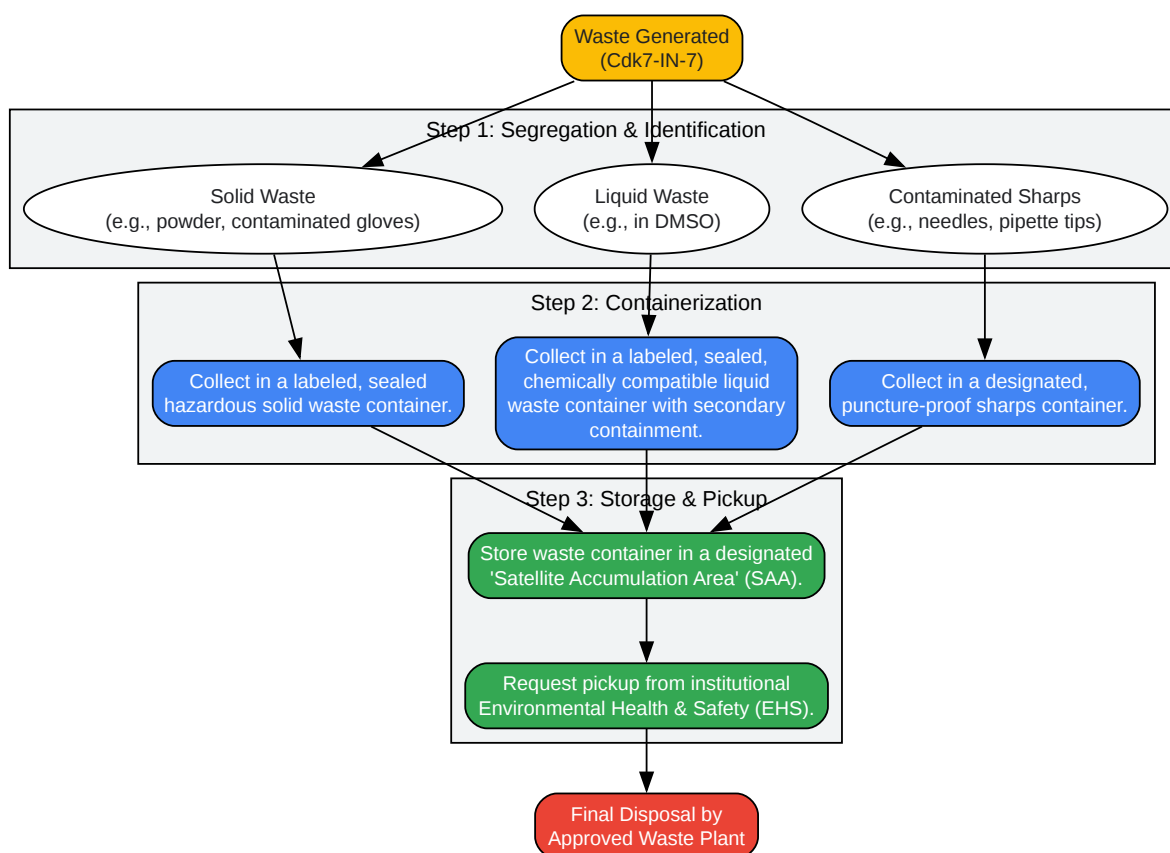 Waste Generated
(Cdk7-IN-7)
Step 1: Segregation & Identification
Solid Waste
(e.g., powder, contaminated gloves)
Liquid Waste
(e.g., in DMSO)
Contaminated Sharps
(e.g., needles, pipette tips)
Step 2: Containerization
Collect in a labeled, sealed
hazardous solid waste container.
Collect in a labeled, sealed,
chemically compatible liquid
waste container with secondary
containment.
Collect in a designated,
puncture-proof sharps container.
Step 3: Storage & Pickup
Store waste container in a designated
'Satellite Accumulation Area' (SAA).
Request pickup from institutional
Environmental Health & Safety (EHS).
Final Disposal by
Approved Waste Plant